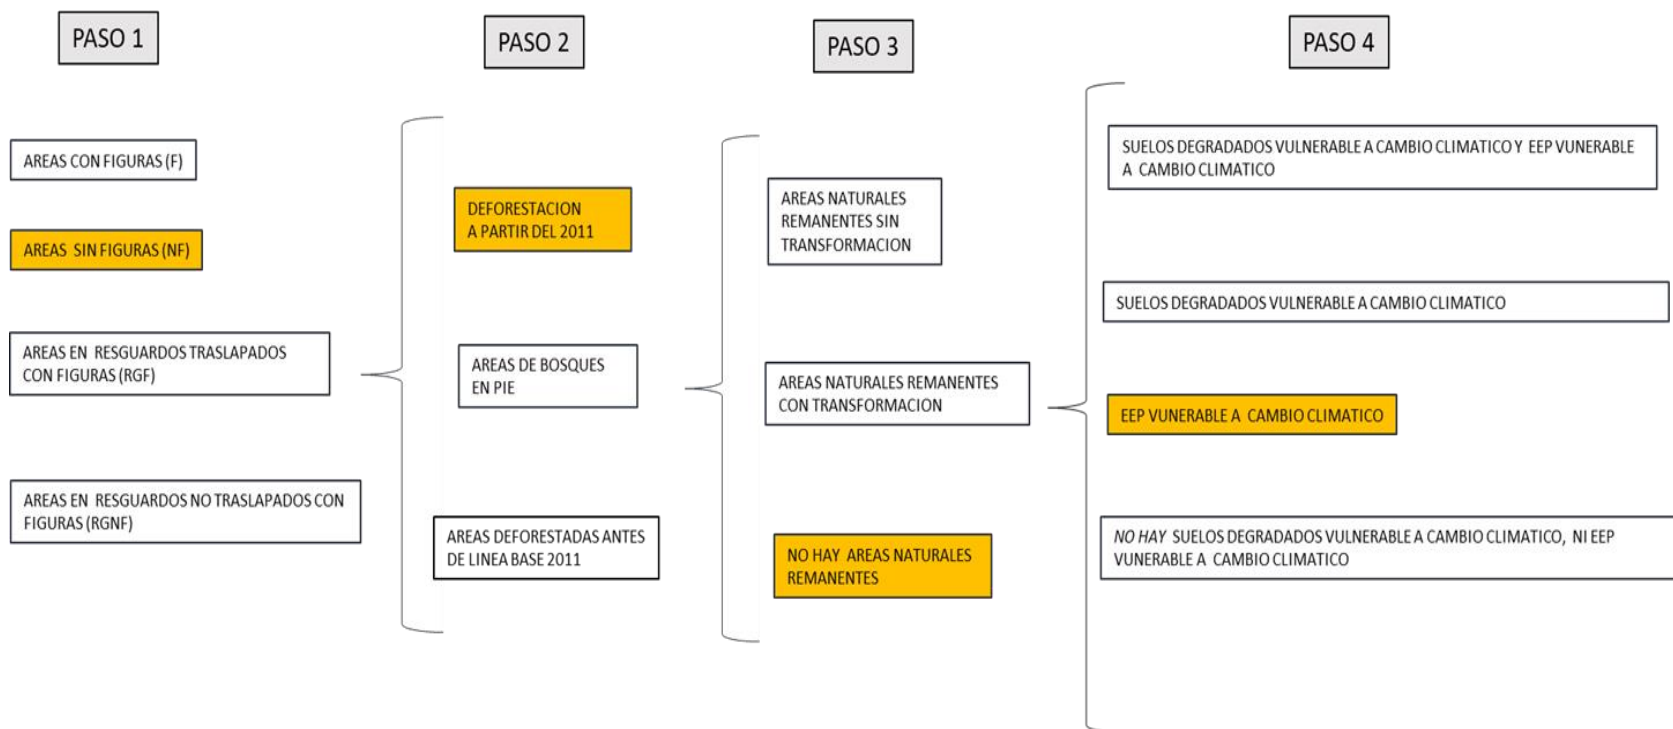 PASO 1
AREAS CON FIGURAS (F)
AREAS SIN FIGURAS (NF)
AREAS EN RESGUARDOS TRASLAPADOS
CON FIGURAS (RGF)
AREAS EN RESGUARDOS NO TRASLAPADOS CON
FIGURAS (RGNF)
PASO 2
DEFORESTACION
A PARTIR DEL 2011
AREAS DE BOSQUES
EN PIE
AREAS DEFORESTADAS ANTES
DE LINEA BASE 2011
PASO 3
AREAS NATURALES
REMANENTES SIN
TRANSFORMACION
AREAS NATURALES REMANENTES
CON TRANSFORMACION
NO HAY AREAS NATURALES
REMANENTES
PASO 4
SUELOS DEGRADADOS VULNERABLE A CAMBIO CLIMATICO Y EEP VUNERABLE
A CAMBIO CLIMATICO
SUELOS DEGRADADOS VULNERABLE A CAMBIO CLIMATICO
EEP VUNERABLE A CAMBIO CLIMATICO
NO HAY SUELOS DEGRADADOS VULNERABLE A CAMBIO CLIMATICO, NI EEP
VUNERABLE A CAMBIO CLIMATICO